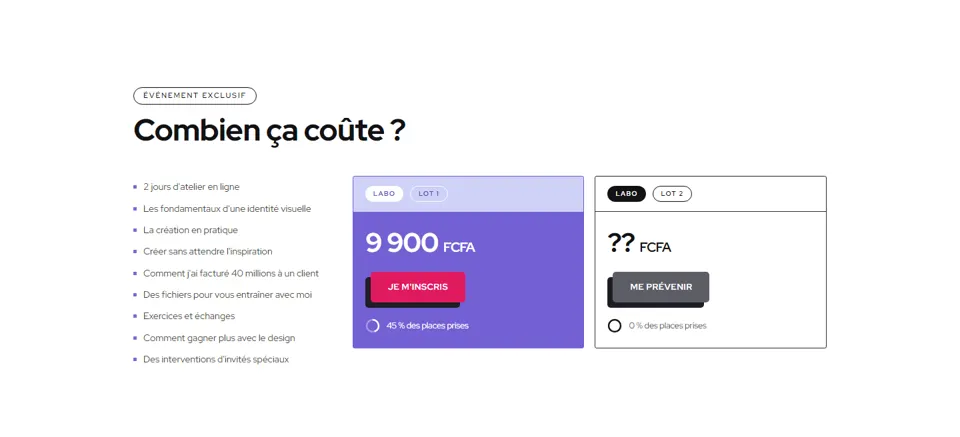 ÉVÉNEMENT EXCLUSIF
Combien ça coûte ?
2 jours d'atelier en ligne
Les fondamentaux d'une identité visuelle
La création en pratique
Créer sans attendre l'inspiration
Comment j'ai facturé 40 millions à un client
Des fichiers pour vous entraîner avec moi
Exercices et échanges
Comment gagner plus avec le design
Des interventions d'invités spéciaux
LABO LOT 1
9 900 FCFA
JE M'INSCRIS
45 % des places prises
LABO LOT 2
?? FCFA
ME PRÉVENIR
0 % des places prises